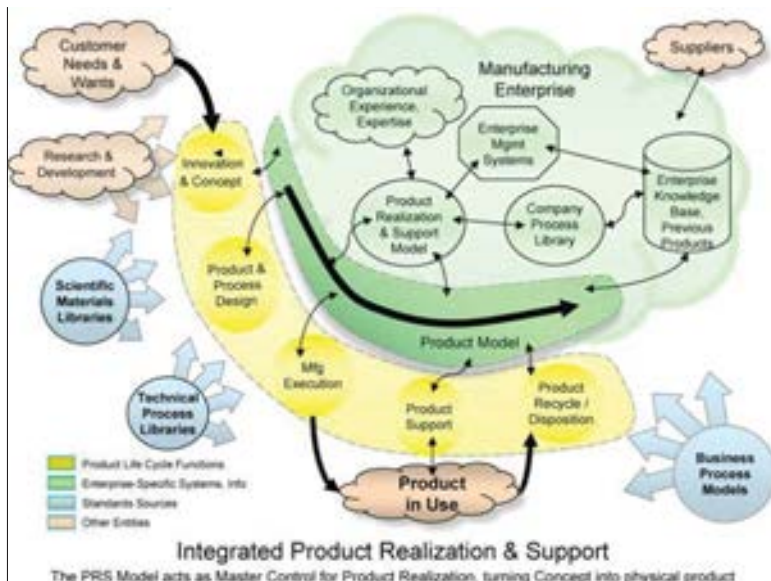 Customer
Needs &
Wants
Suppliers
Manufacturing
Enterprise
Organizational
Experience,
Expertise
Enterprise
Mgmt
Systems
Research &
Development
Innovation
& Concept
Product
Realization
& Support
Model
Company
Process
Library
Enterprise
Knowledge
Base,
Previous
Products
Product &
Process
Design
Scientific
Materials
Libraries
Product Model
Mfg
Execution
Technical
Process
Libraries
Product
Support
Product
Recycle /
Disposition
Business
Process
Models
Product Life Cycle Functions
Enterprise-Specific Systems, Info
Standards Sources
Other Entities
Product
in Use
Integrated Product Realization & Support
The PRS Model acts as Master Control for Product Realization, turning Concept into physical product